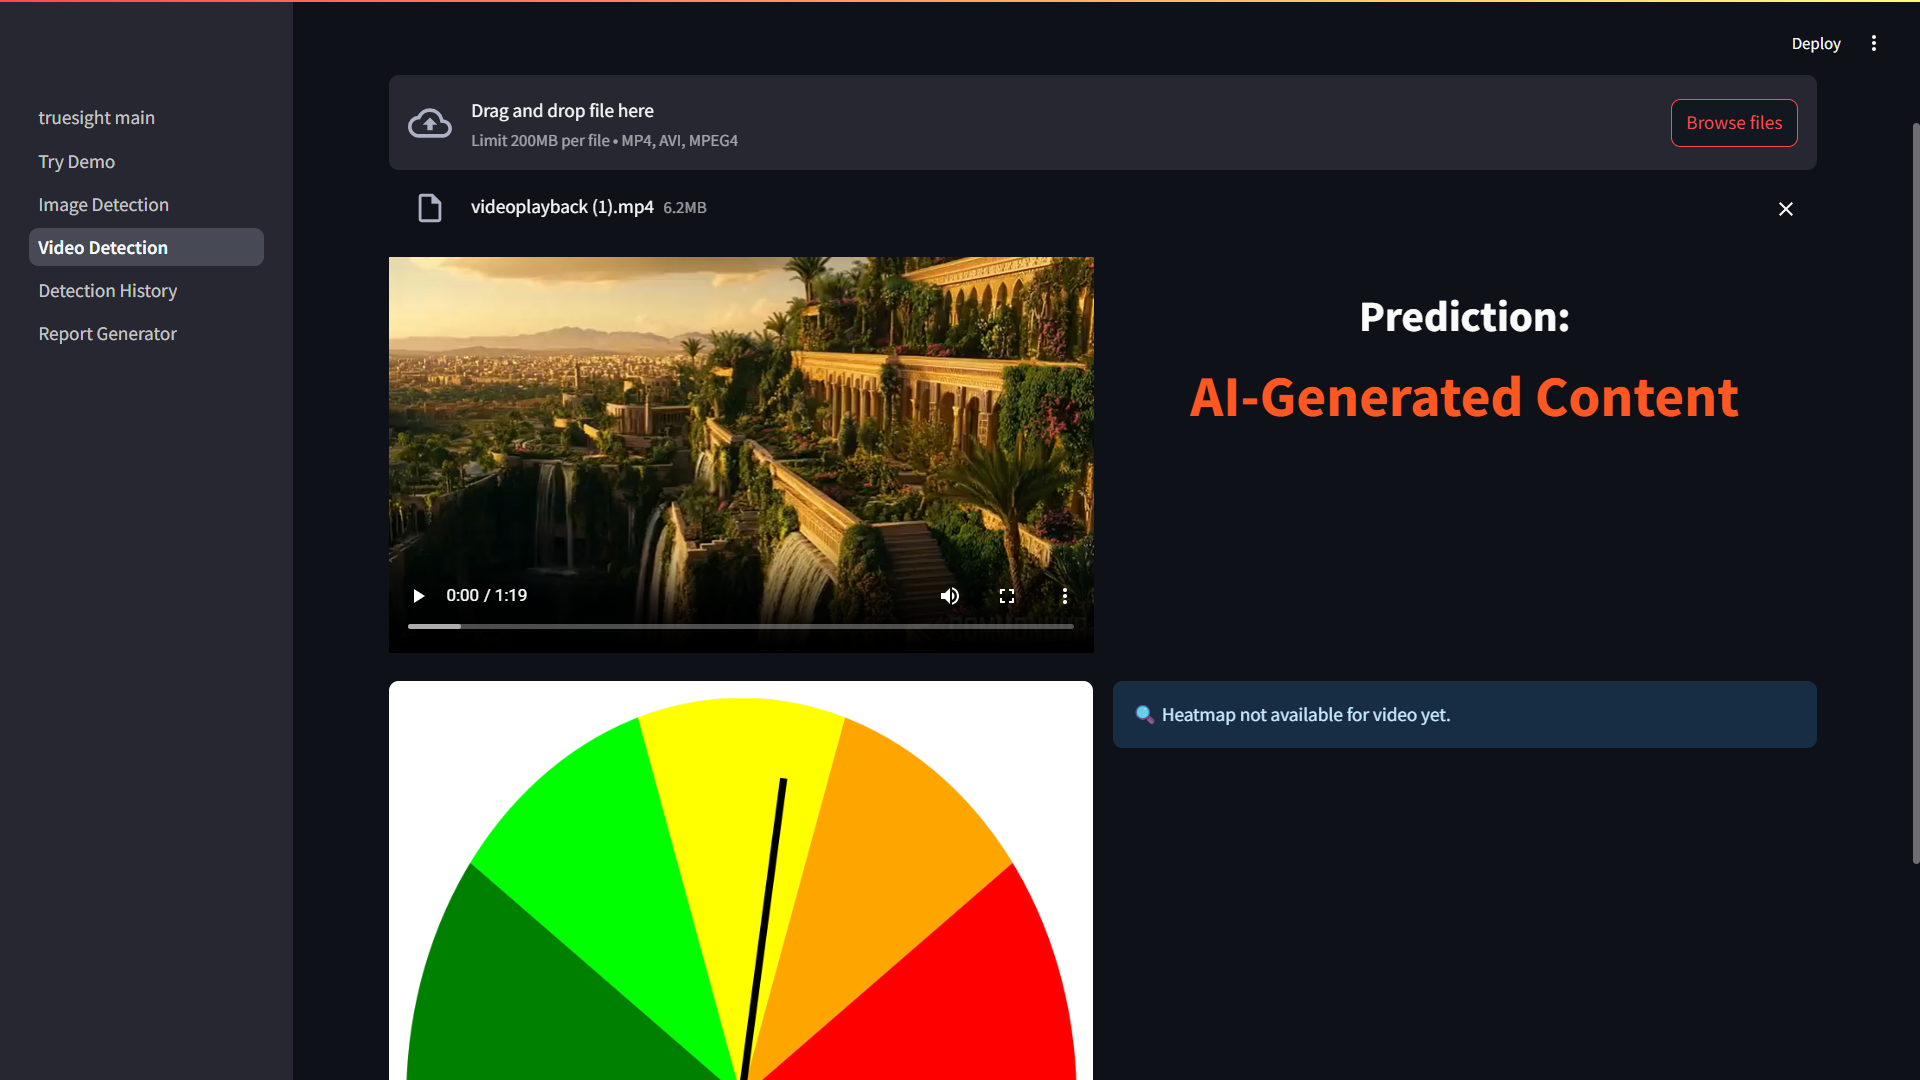 Deploy
truesight main
Try Demo
Image Detection
Video Detection
Detection History
Report Generator
Drag and drop file here
Limit 200MB per file • MP4, AVI, MPEG4
Browse files
videoplayback (1).mp4 6.2MB
0:00 / 1:19
Prediction:
AI-Generated Content
Heatmap not available for video yet.